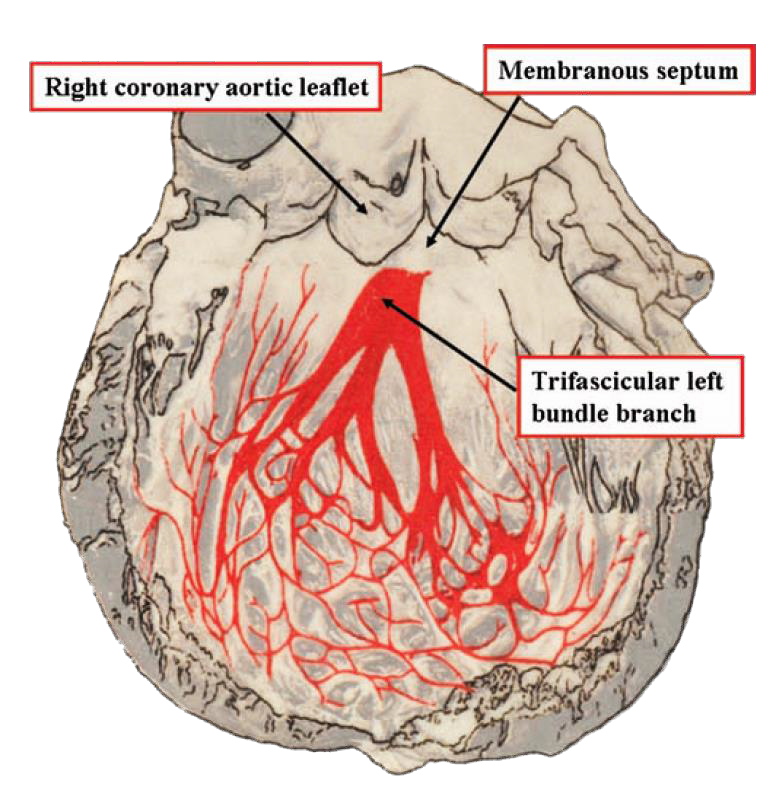 Right coronary aortic leaflet
Membranous septum
Trifascicular left
bundle branch